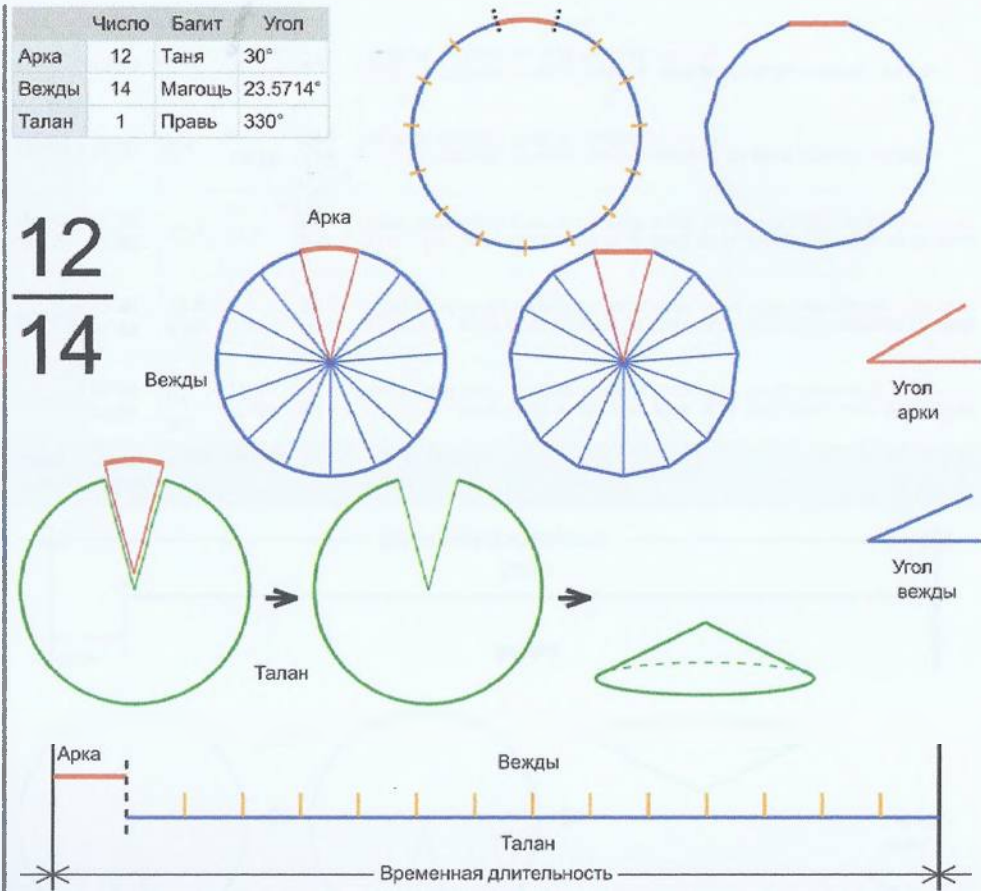 Число Багит Угол
Арка 12 Таня 30°
Вежды 14 Магощь 23.5714°
Талан 1 Правь 330°
12
14
Арка
Вежды
Угол
арки
Угол
вежды
Талан
Арка
Вежды
Талан
Временная длительность